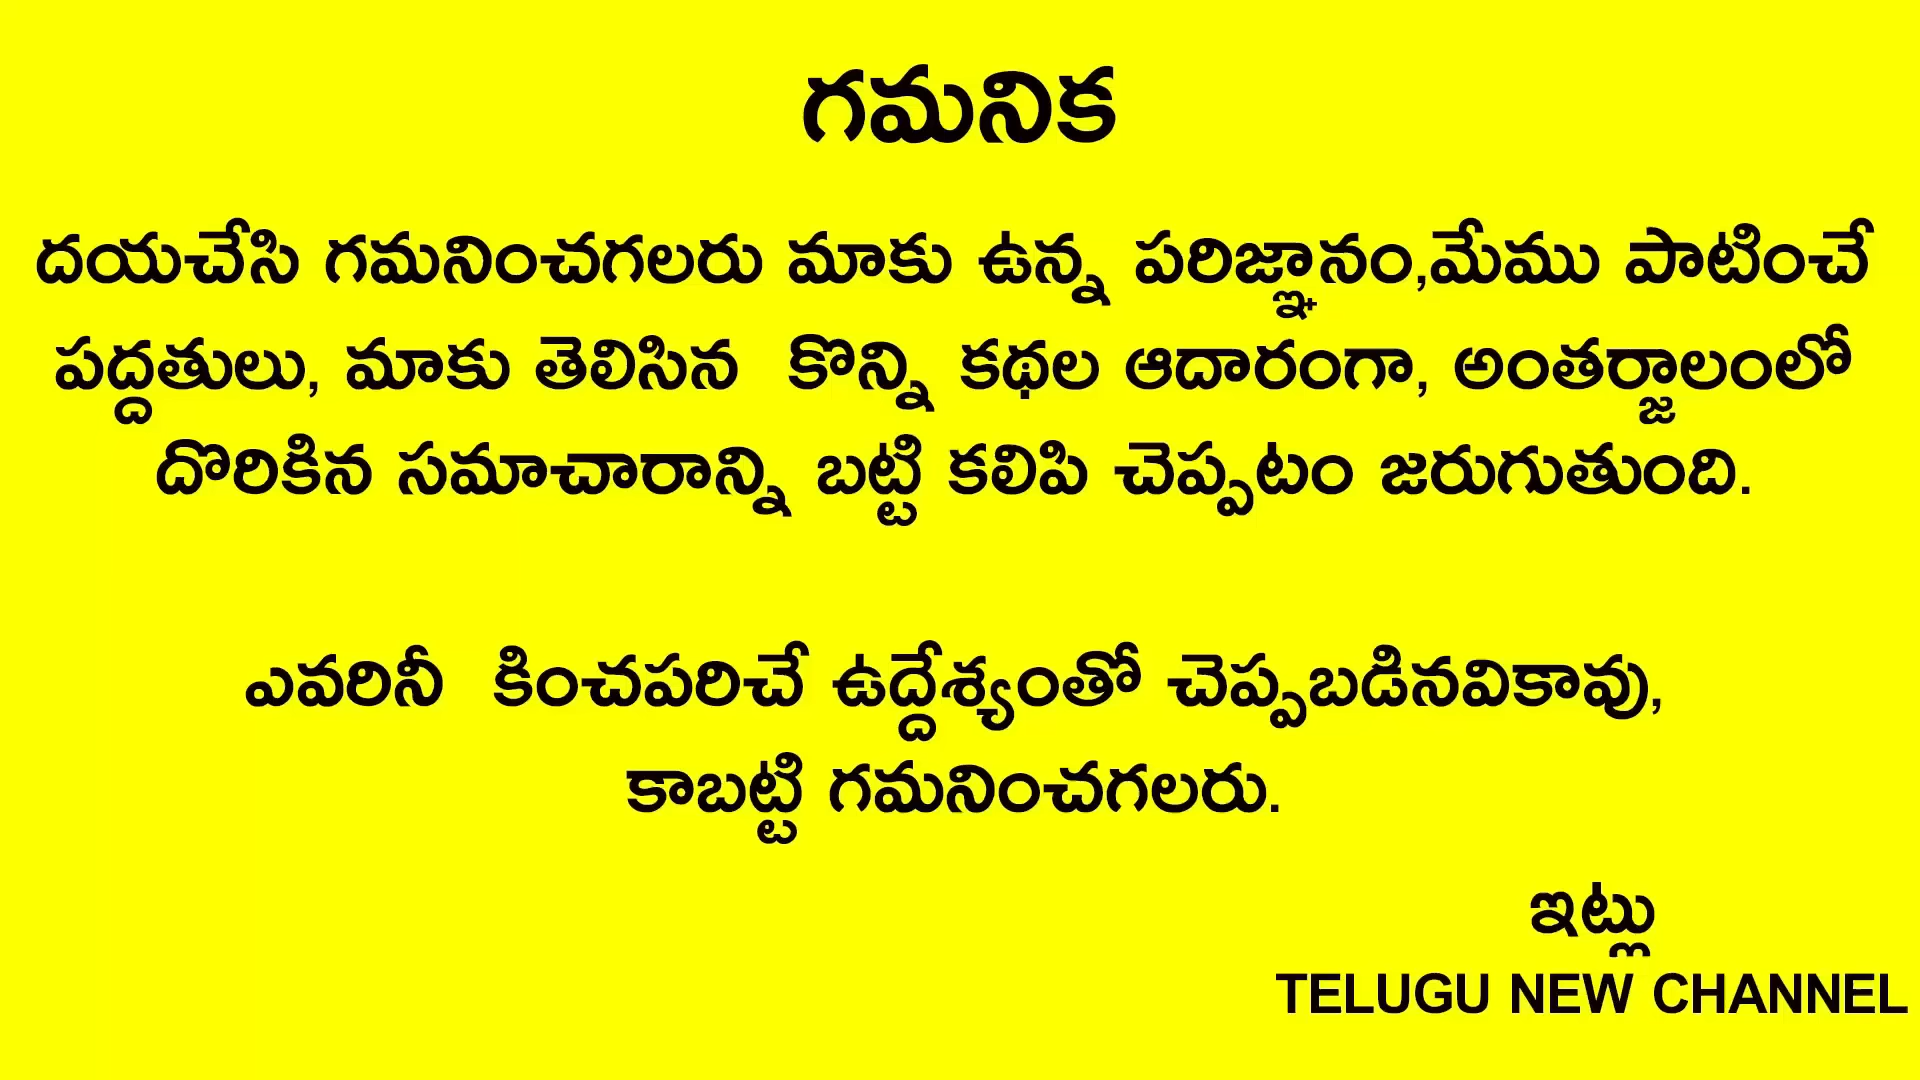 గమనిక
దయచేసి గమనించగలరు మాకు ఉన్న పరిజ్ఞానం,మేము పాటించే
పద్దతులు, మాకు తెలిసిన కొన్ని కథల ఆదారంగా, అంతర్జాలంలో
దొరికిన సమాచారాన్ని బట్టి కలిపి చెప్పటం జరుగుతుంది.
ఎవరినీ కించపరిచే ఉద్దేశ్యంతో చెప్పబడినవికావు,
కాబట్టి గమనించగలరు.
ఇట్లు
TELUGU NEW CHANNEL